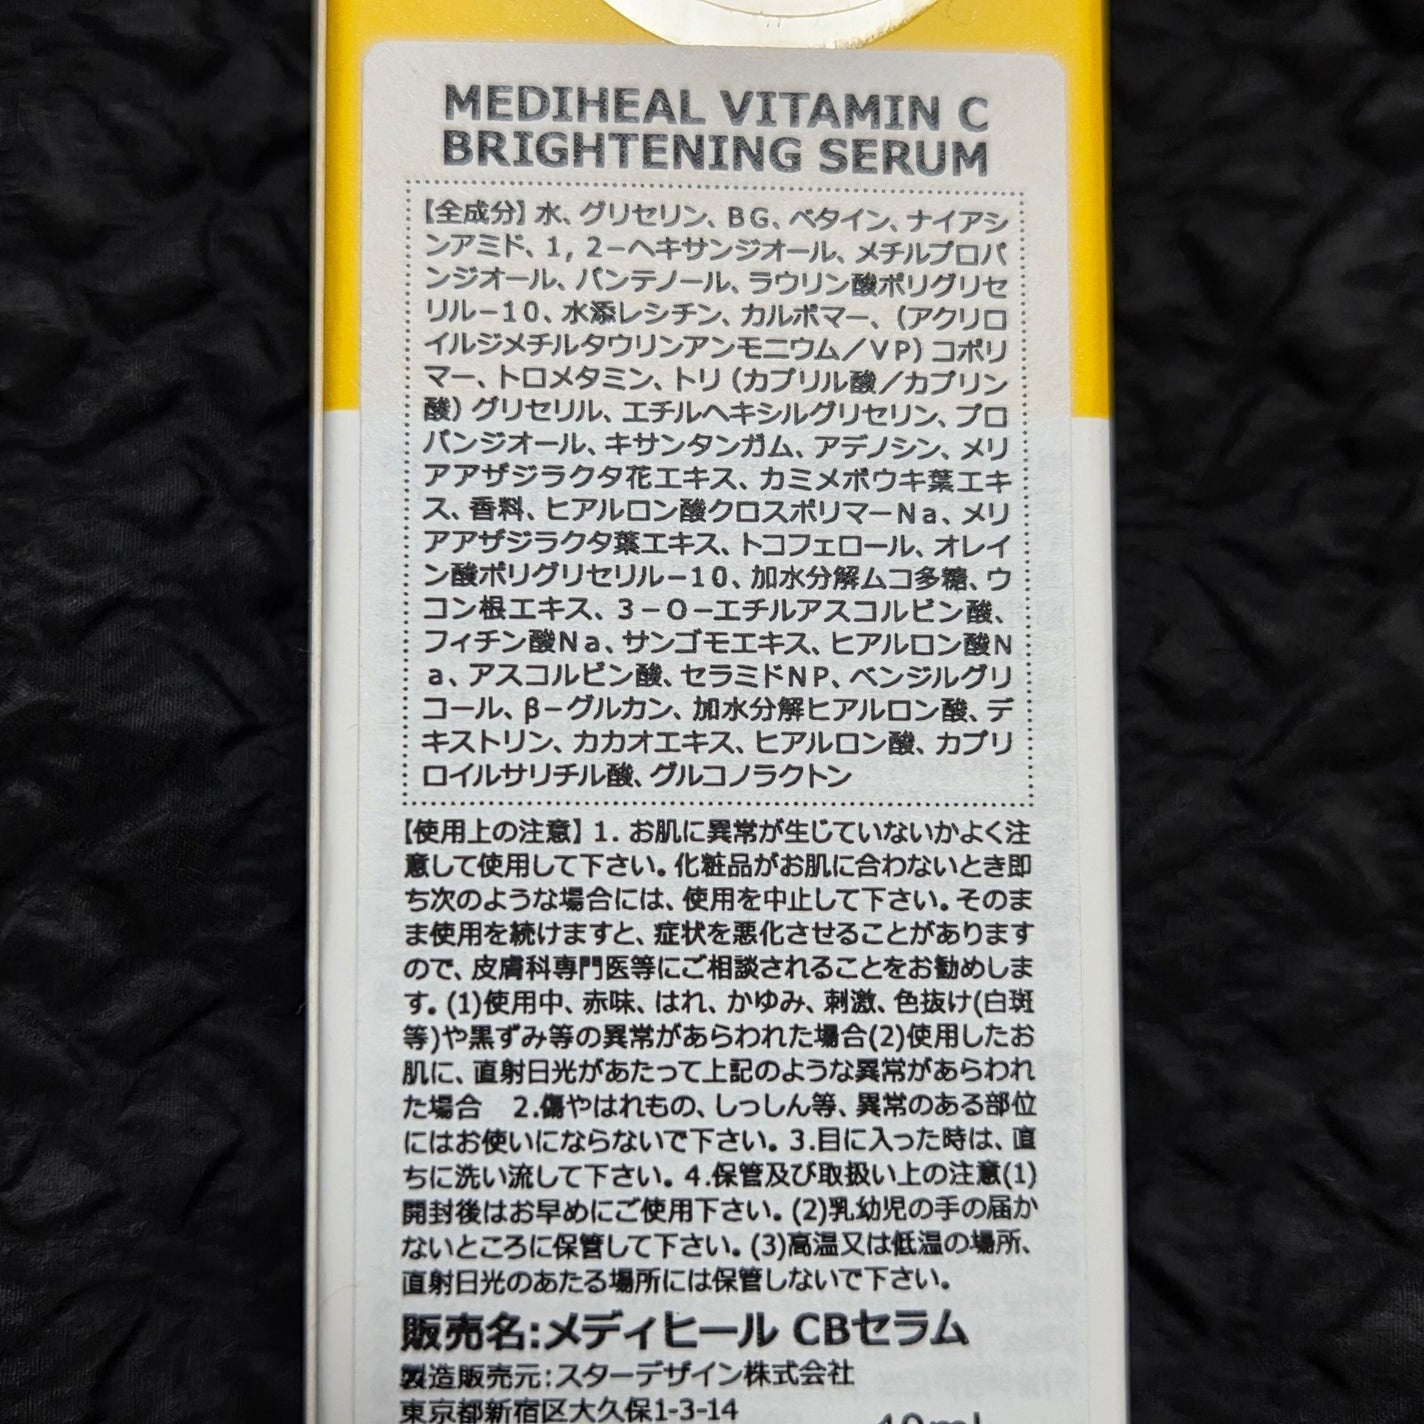 MEDIHEAL VITAMIN C
BRIGHTENING SERUM
【全成分】水、グリセリン、BG、ベタイン、ナイアシ
ンアミド、1,2−ヘキサンジオール、メチルプロパ
ンジオール、パンテノール、ラウリン酸ポリグリセ
リル−10、水添レシチン、カルボマー、(アクリロ
イルジメチルタウリンアンモニウム/VP)コポリ
マー、トロメタミン、トリ(カプリル酸/カプリン
酸)グリセリル、エチルヘキシルグリセリン、プロ
パンジオール、キサンタンガム、アデノシン、メリ
アアザジラクタ花エキス、カミメボウキ葉エキ
ス、香料、ヒアルロン酸クロスポリマーNa、メリ
アアザジラクタ葉エキス、トコフェロール、オレイ
ン酸ポリグリセリル−10、加水分解ムコ多糖、ウ
コン根エキス、3−O−エチルアスコルビン酸、
フィチン酸Na、サンゴモエキス、ヒアルロン酸N
a、アスコルビン酸、セラミドNP、ベンジルグリ
コール、β−グルカン、加水分解ヒアルロン酸、デ
キストリン、カカオエキス、ヒアルロン酸、カプリ
ロイルサリチル酸、グルコノラクトン
【使用上の注意】1. お肌に異常が生じていないかよく注
意して使用して下さい。化粧品がお肌に合わないとき即
ち次のような場合には、使用を中止して下さい。そのま
ま使用を続けますと、症状を悪化させることがあります
ので、皮膚科専門医等にご相談されることをお勧めしま
す。(1)使用中、赤味、はれ、かゆみ、刺激、色抜け(白斑
等)や黒ずみ等の異常があらわれた場合(2)使用したお
肌に、直射日光があたって上記のような異常があらわれ
た場合　2.傷やはれもの、しっしん等、異常のある部位
にはお使いにならないで下さい。3.目に入った時は、直
ちに洗い流して下さい。4.保管及び取扱い上の注意(1)
開封後はお早めにご使用下さい。(2)乳幼児の手の届か
ないところに保管して下さい。(3)高温又は低温の場所、
直射日光のあたる場所には保管しないで下さい。
販売名:メディヒール CBセラム
製造販売元:スターデザイン株式会社
東京都新宿区大久保1-3-14
40ml